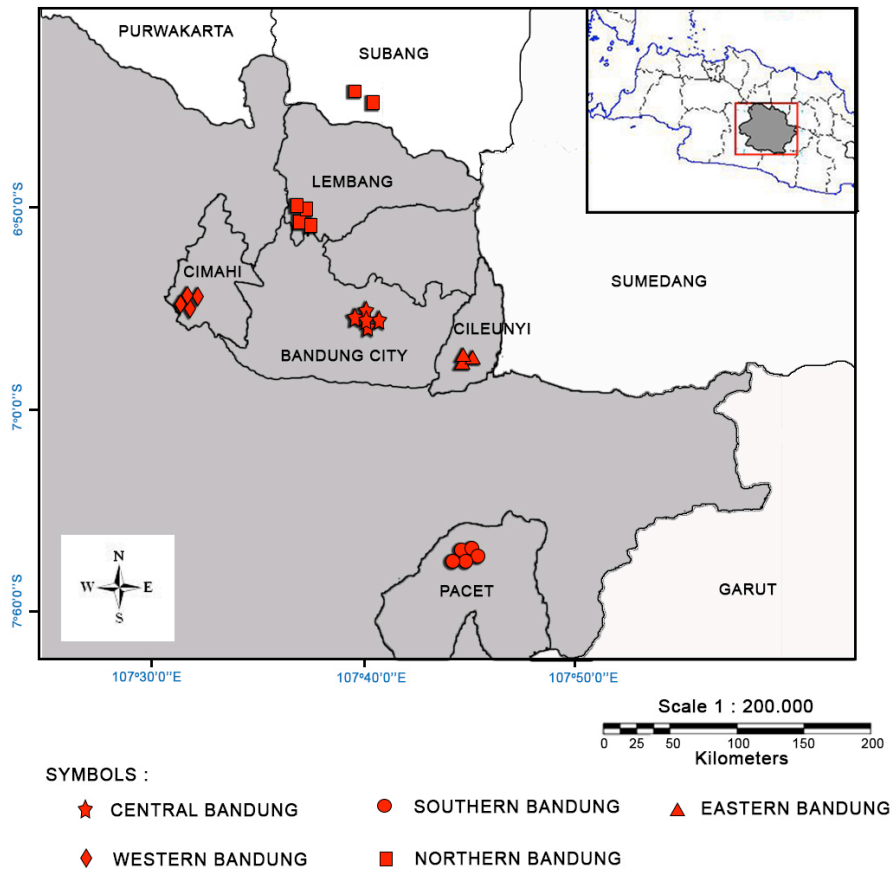 PURWAKARTA
SUBANG
LEMBANG
6°50'0''S
CIMAHI
SUMEDANG
CILEUNYI
BANDUNG CITY
7°0'0''S
N
W E
S
PACET
GARUT
7°60'0''S
107°30'0''E
107°40'0''E
107°50'0''E
Scale 1 : 200.000
0 25 50 100 150 200
Kilometers
SYMBOLS :
CENTRAL BANDUNG
SOUTHERN BANDUNG
EASTERN BANDUNG
WESTERN BANDUNG
NORTHERN BANDUNG